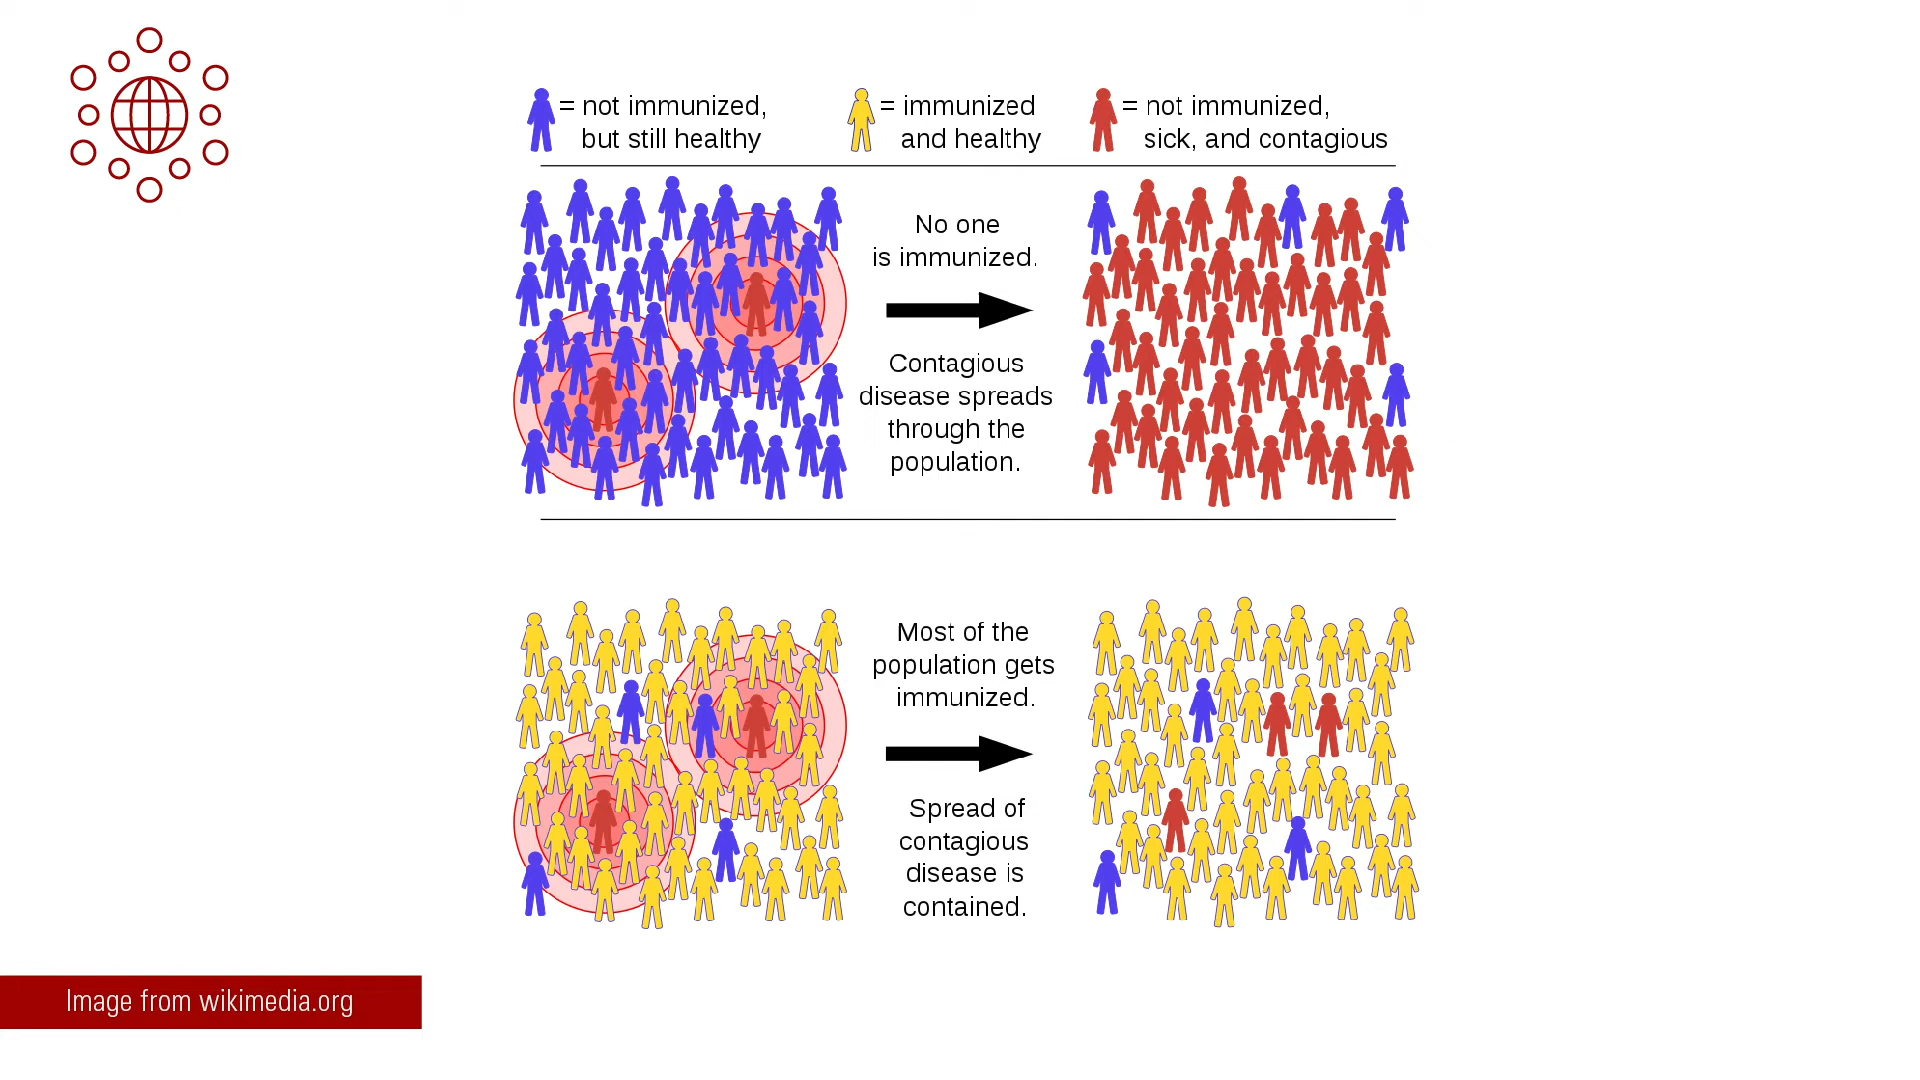 = not immunized,
but still healthy
= immunized
and healthy
= not immunized,
sick, and contagious
No one
is immunized.
Contagious
disease spreads
through the
population.
Most of the
population gets
immunized.
Spread of
contagious
disease is
contained.
Image from wikimedia.org